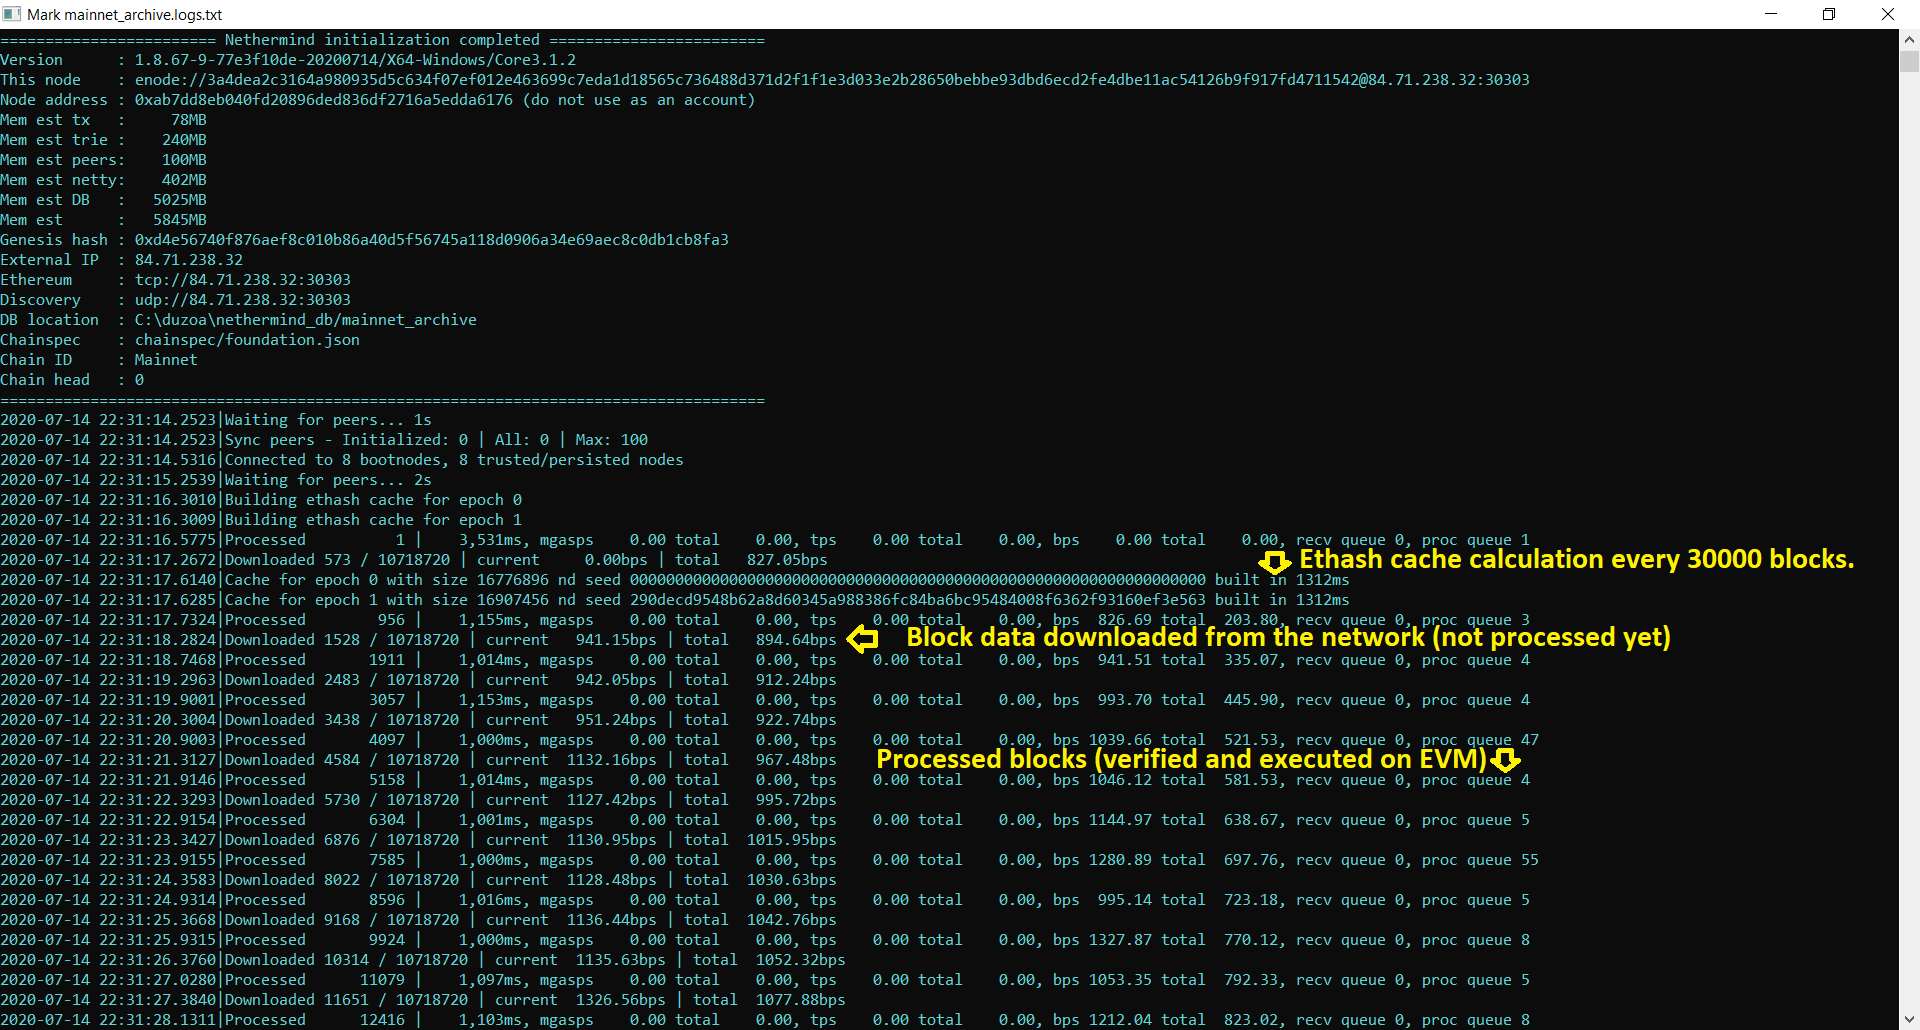 Mark mainnet_archive.logs.txt
======================== Nethermind initialization completed ========================
Version      : 1.8.67-9-77e3f10de-20200714/X64-Windows/Core3.1.2
This node    : enode://3a4dea2c3164a980935d5c634f07ef012e463699c7eda1d18565c736488d371d2f1f1e3d033e2b28650bebbe93dbd6ecd2fe4dbe11ac54126b9f917fd4711542@84.71.238.32:30303
Node address : 0xab7dd8eb040fd20896ded836df2716a5edda6176 (do not use as an account)
Mem est tx   :     78MB
Mem est trie :    240MB
Mem est peers:    100MB
Mem est netty:    402MB
Mem est DB   :   5025MB
Mem est      :   5845MB
Genesis hash : 0xd4e56740f876aef8c010b86a40d5f56745a118d0906a34e69aec8c0db1cb8fa3
External IP  : 84.71.238.32
Ethereum     : tcp://84.71.238.32:30303
Discovery    : udp://84.71.238.32:30303
DB location  : C:\duzoa\nethermind_db/mainnet_archive
Chainspec    : chainspec/foundation.json
Chain ID     : Mainnet
Chain head   : 0
=====================================================================================
2020-07-14 22:31:14.2523|Waiting for peers... 1s
2020-07-14 22:31:14.2523|Sync peers - Initialized: 0 | All: 0 | Max: 100
2020-07-14 22:31:14.5316|Connected to 8 bootnodes, 8 trusted/persisted nodes
2020-07-14 22:31:15.2539|Waiting for peers... 2s
2020-07-14 22:31:16.3010|Building ethash cache for epoch 0
2020-07-14 22:31:16.3009|Building ethash cache for epoch 1
2020-07-14 22:31:16.5775|Processed          1 |    3,531ms, mgasps    0.00 total    0.00, tps    0.00 total    0.00, bps    0.00 total    0.00, recv queue 0, proc queue 1
2020-07-14 22:31:17.2672|Downloaded 573 / 10718720 | current    0.00bps | total   827.05bps
Ethash cache calculation every 30000 blocks.
2020-07-14 22:31:17.6140|Cache for epoch 0 with size 16776896 nd seed 0000000000000000000000000000000000000000000000000000000000000000 built in 1312ms
2020-07-14 22:31:17.6285|Cache for epoch 1 with size 16907456 nd seed 290decd9548b62a8d60345a988386fc84ba6bc95484008f6362f93160ef3e563 built in 1312ms
2020-07-14 22:31:17.7324|Processed        956 |    1,155ms, mgasps    0.00 total    0.00, tps    0.00 total    0.00, bps  826.69 total  203.80, recv queue 0, proc queue 3
2020-07-14 22:31:18.2824|Downloaded 1528 / 10718720 | current   941.15bps | total   894.64bps
Block data downloaded from the network (not processed yet)
2020-07-14 22:31:18.7468|Processed       1911 |    1,014ms, mgasps    0.00 total    0.00, tps    0.00 total    0.00, bps  941.51 total  335.07, recv queue 0, proc queue 4
2020-07-14 22:31:19.2963|Downloaded 2483 / 10718720 | current   942.05bps | total   912.24bps
2020-07-14 22:31:19.9001|Processed       3057 |    1,153ms, mgasps    0.00 total    0.00, tps    0.00 total    0.00, bps  993.70 total  445.90, recv queue 0, proc queue 4
2020-07-14 22:31:20.3004|Downloaded 3438 / 10718720 | current   951.24bps | total   922.74bps
2020-07-14 22:31:20.9003|Processed       4097 |    1,000ms, mgasps    0.00 total    0.00, tps    0.00 total    0.00, bps 1039.66 total  521.53, recv queue 0, proc queue 47
2020-07-14 22:31:21.3127|Downloaded 4584 / 10718720 | current  1132.16bps | total   967.48bps
Processed blocks (verified and executed on EVM)
2020-07-14 22:31:21.9146|Processed       5158 |    1,014ms, mgasps    0.00 total    0.00, tps    0.00 total    0.00, bps 1046.12 total  581.53, recv queue 0, proc queue 4
2020-07-14 22:31:22.3293|Downloaded 5730 / 10718720 | current  1127.42bps | total   995.72bps
2020-07-14 22:31:22.9154|Processed       6304 |    1,001ms, mgasps    0.00 total    0.00, tps    0.00 total    0.00, bps 1144.97 total  638.67, recv queue 0, proc queue 5
2020-07-14 22:31:23.3427|Downloaded 6876 / 10718720 | current  1130.95bps | total  1015.95bps
2020-07-14 22:31:23.9155|Processed       7585 |    1,000ms, mgasps    0.00 total    0.00, tps    0.00 total    0.00, bps 1280.89 total  697.76, recv queue 0, proc queue 55
2020-07-14 22:31:24.3583|Downloaded 8022 / 10718720 | current  1128.48bps | total  1030.63bps
2020-07-14 22:31:24.9314|Processed       8596 |    1,016ms, mgasps    0.00 total    0.00, tps    0.00 total    0.00, bps  995.14 total  723.18, recv queue 0, proc queue 5
2020-07-14 22:31:25.3668|Downloaded 9168 / 10718720 | current  1136.44bps | total  1042.76bps
2020-07-14 22:31:25.9315|Processed       9924 |    1,000ms, mgasps    0.00 total    0.00, tps    0.00 total    0.00, bps 1327.87 total  770.12, recv queue 0, proc queue 8
2020-07-14 22:31:26.3760|Downloaded 10314 / 10718720 | current  1135.63bps | total  1052.32bps
2020-07-14 22:31:27.0280|Processed      11079 |    1,097ms, mgasps    0.00 total    0.00, tps    0.00 total    0.00, bps 1053.35 total  792.33, recv queue 0, proc queue 5
2020-07-14 22:31:27.3840|Downloaded 11651 / 10718720 | current  1326.56bps | total  1077.88bps
2020-07-14 22:31:28.1311|Processed      12416 |    1,103ms, mgasps    0.00 total    0.00, tps    0.00 total    0.00, bps 1212.04 total  823.02, recv queue 0, proc queue 8